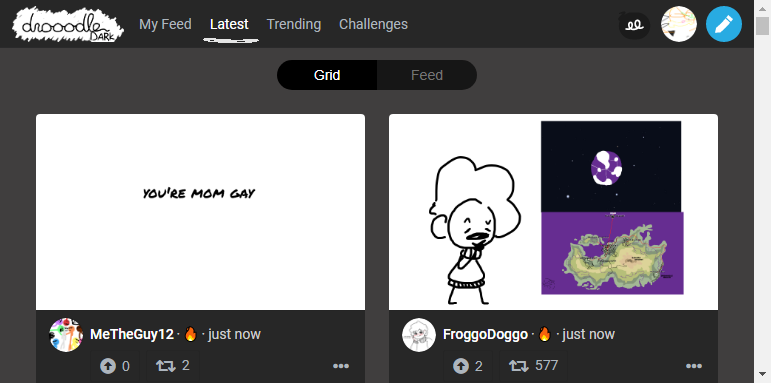 droooodle
DARK
My Feed
Latest
Trending
Challenges
Grid
Feed
YOU'RE MOM GAY
MeTheGuy12 · 🔥 · just now
0
2
FroggoDoggo · 🔥 · just now
2
577